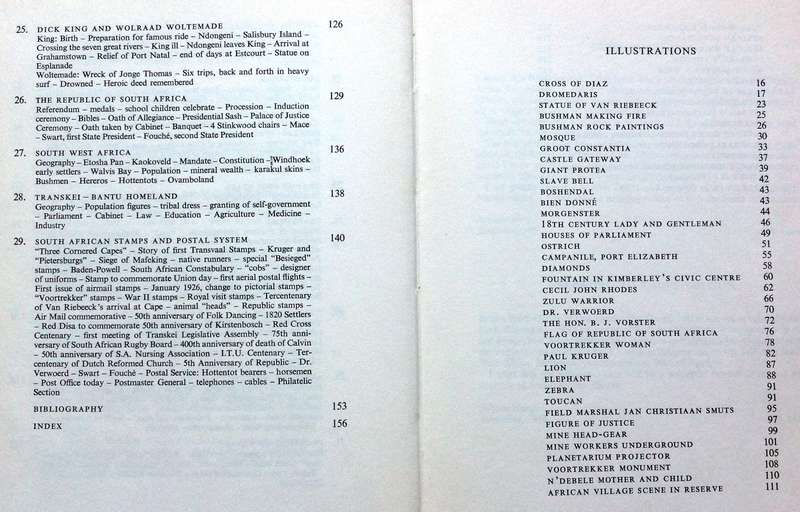 25. DICK KING AND WOLRAAD WOLTEMADE 126
King: Birth – Preparation for famous ride – Ndongeni – Salisbury Island –
Crossing the seven great rivers – King ill – Ndongeni leaves King – Arrival at
Grahamstown – Relief of Port Natal – end of days at Estcourt – Statue on
Esplanade
Woltemade: Wreck of Jonge Thomas – Six trips, back and forth in heavy
surf – Drowned – Heroic deed remembered
26. THE REPUBLIC OF SOUTH AFRICA 129
Referendum – medals – school children celebrate – Procession – Induction
ceremony – Bibles – Oath of Allegiance – Presidential Sash – Palace of Justice
Ceremony – Oath taken by Cabinet – Banquet – 4 Stinkwood chairs – Mace
– Swart, first State President – Fouché, second State President
27. SOUTH WEST AFRICA 136
Geography – Etosha Pan – Kaokoveld – Mandate – Constitution – Windhoek
early settlers – Walvis Bay – Population – mineral wealth – karakul skins –
Bushmen – Hereros – Hottentots – Ovamboland
28. TRANSKEI – BANTU HOMELAND 138
Geography – Population figures – tribal dress – granting of self-government
– Parliament – Cabinet – Law – Education – Agriculture – Medicine –
Industry
29. SOUTH AFRICAN STAMPS AND POSTAL SYSTEM 140
"Three Cornered Capes" – Story of first Transvaal Stamps – Kruger and
"Pietersburgs" – Siege of Mafeking – native runners – special "Besieged"
stamps – Baden-Powell – South African Constabulary – "cobs" – designer
of uniforms – Stamp to commemorate Union day – first aerial postal flights –
First issue of airmail stamps – January 1926, change to pictorial stamps –
"Voortrekker" stamps – War II stamps – Royal visit stamps – Tercentenary
of Van Riebeeck's arrival at Cape – animal "heads" – Republic stamps –
Air Mail commemorative – 50th anniversary of Folk Dancing – 1820 Settlers
– Red Disa to commemorate 50th anniversary of Kirstenbosch – Red Cross
Centenary – first meeting of Transkei Legislative Assembly – 75th anni-
versary of South African Rugby Board – 400th anniversary of death of Calvin
– 50th anniversary of S.A. Nursing Association – I.T.U. Centenary – Ter-
centenary of Dutch Reformed Church – 5th Anniversary of Republic – Dr.
Verwoerd – Swart – Fouché – Postal Service: Hottentot bearers – horsemen
– Post Office today – Postmaster General – telephones – cables – Philatelic
Section
BIBLIOGRAPHY 153
INDEX 156
ILLUSTRATIONS
CROSS OF DIAZ 16
DROMEDARIS 17
STATUE OF VAN RIEBEECK 23
BUSHMAN MAKING FIRE 25
BUSHMAN ROCK PAINTINGS 26
MOSQUE 30
GROOT CONSTANTIA 33
CASTLE GATEWAY 37
GIANT PROTEA 39
SLAVE BELL 42
BOSHENDAL 43
BIEN DONNÉ 43
MORGENSTER 44
18TH CENTURY LADY AND GENTLEMAN 46
HOUSES OF PARLIAMENT 49
OSTRICH 51
CAMPANILE, PORT ELIZABETH 55
DIAMONDS 58
FOUNTAIN IN KIMBERLEY'S CIVIC CENTRE 60
CECIL JOHN RHODES 62
ZULU WARRIOR 66
DR. VERWOERD 70
THE HON. B. J. VORSTER 72
FLAG OF REPUBLIC OF SOUTH AFRICA 76
VOORTREKKER WOMAN 78
PAUL KRUGER 82
LION 87
ELEPHANT 88
ZEBRA 91
TOUCAN 91
FIELD MARSHAL JAN CHRISTIAAN SMUTS 95
FIGURE OF JUSTICE 97
MINE HEAD-GEAR 99
MINE WORKERS UNDERGROUND 101
PLANETARIUM PROJECTOR 105
VOORTREKKER MONUMENT 108
N'DEBELE MOTHER AND CHILD 110
AFRICAN VILLAGE SCENE IN RESERVE 111